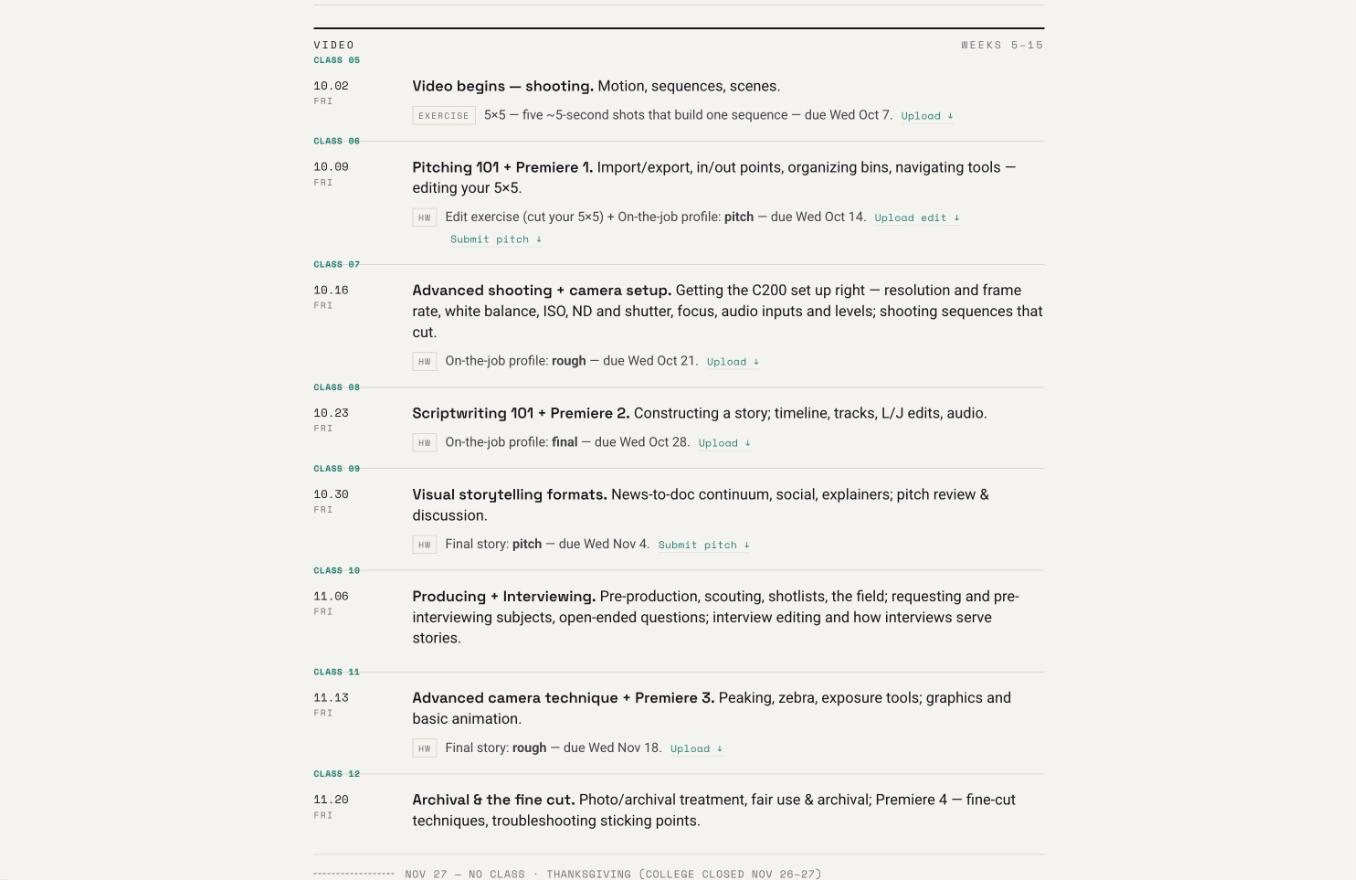 VIDEO WEEKS 5–15
CLASS 05
10.02 Video begins — shooting. Motion, sequences, scenes.
FRI
EXERCISE 5×5 — five ~5-second shots that build one sequence — due Wed Oct 7. Upload ↓
CLASS 06
10.09 Pitching 101 + Premiere 1. Import/export, in/out points, organizing bins, navigating tools —
FRI editing your 5×5.
HW Edit exercise (cut your 5×5) + On-the-job profile: pitch — due Wed Oct 14. Upload edit ↓
Submit pitch ↓
CLASS 07
10.16 Advanced shooting + camera setup. Getting the C200 set up right — resolution and frame
FRI rate, white balance, ISO, ND and shutter, focus, audio inputs and levels; shooting sequences that
cut.
HW On-the-job profile: rough — due Wed Oct 21. Upload ↓
CLASS 08
10.23 Scriptwriting 101 + Premiere 2. Constructing a story; timeline, tracks, L/J edits, audio.
FRI
HW On-the-job profile: final — due Wed Oct 28. Upload ↓
CLASS 09
10.30 Visual storytelling formats. News-to-doc continuum, social, explainers; pitch review &
FRI discussion.
HW Final story: pitch — due Wed Nov 4. Submit pitch ↓
CLASS 10
11.06 Producing + Interviewing. Pre-production, scouting, shotlists, the field; requesting and pre-
FRI interviewing subjects, open-ended questions; interview editing and how interviews serve
stories.
CLASS 11
11.13 Advanced camera technique + Premiere 3. Peaking, zebra, exposure tools; graphics and
FRI basic animation.
HW Final story: rough — due Wed Nov 18. Upload ↓
CLASS 12
11.20 Archival & the fine cut. Photo/archival treatment, fair use & archival; Premiere 4 — fine-cut
FRI techniques, troubleshooting sticking points.
NOV 27 — NO CLASS · THANKSGIVING (COLLEGE CLOSED NOV 26–27)